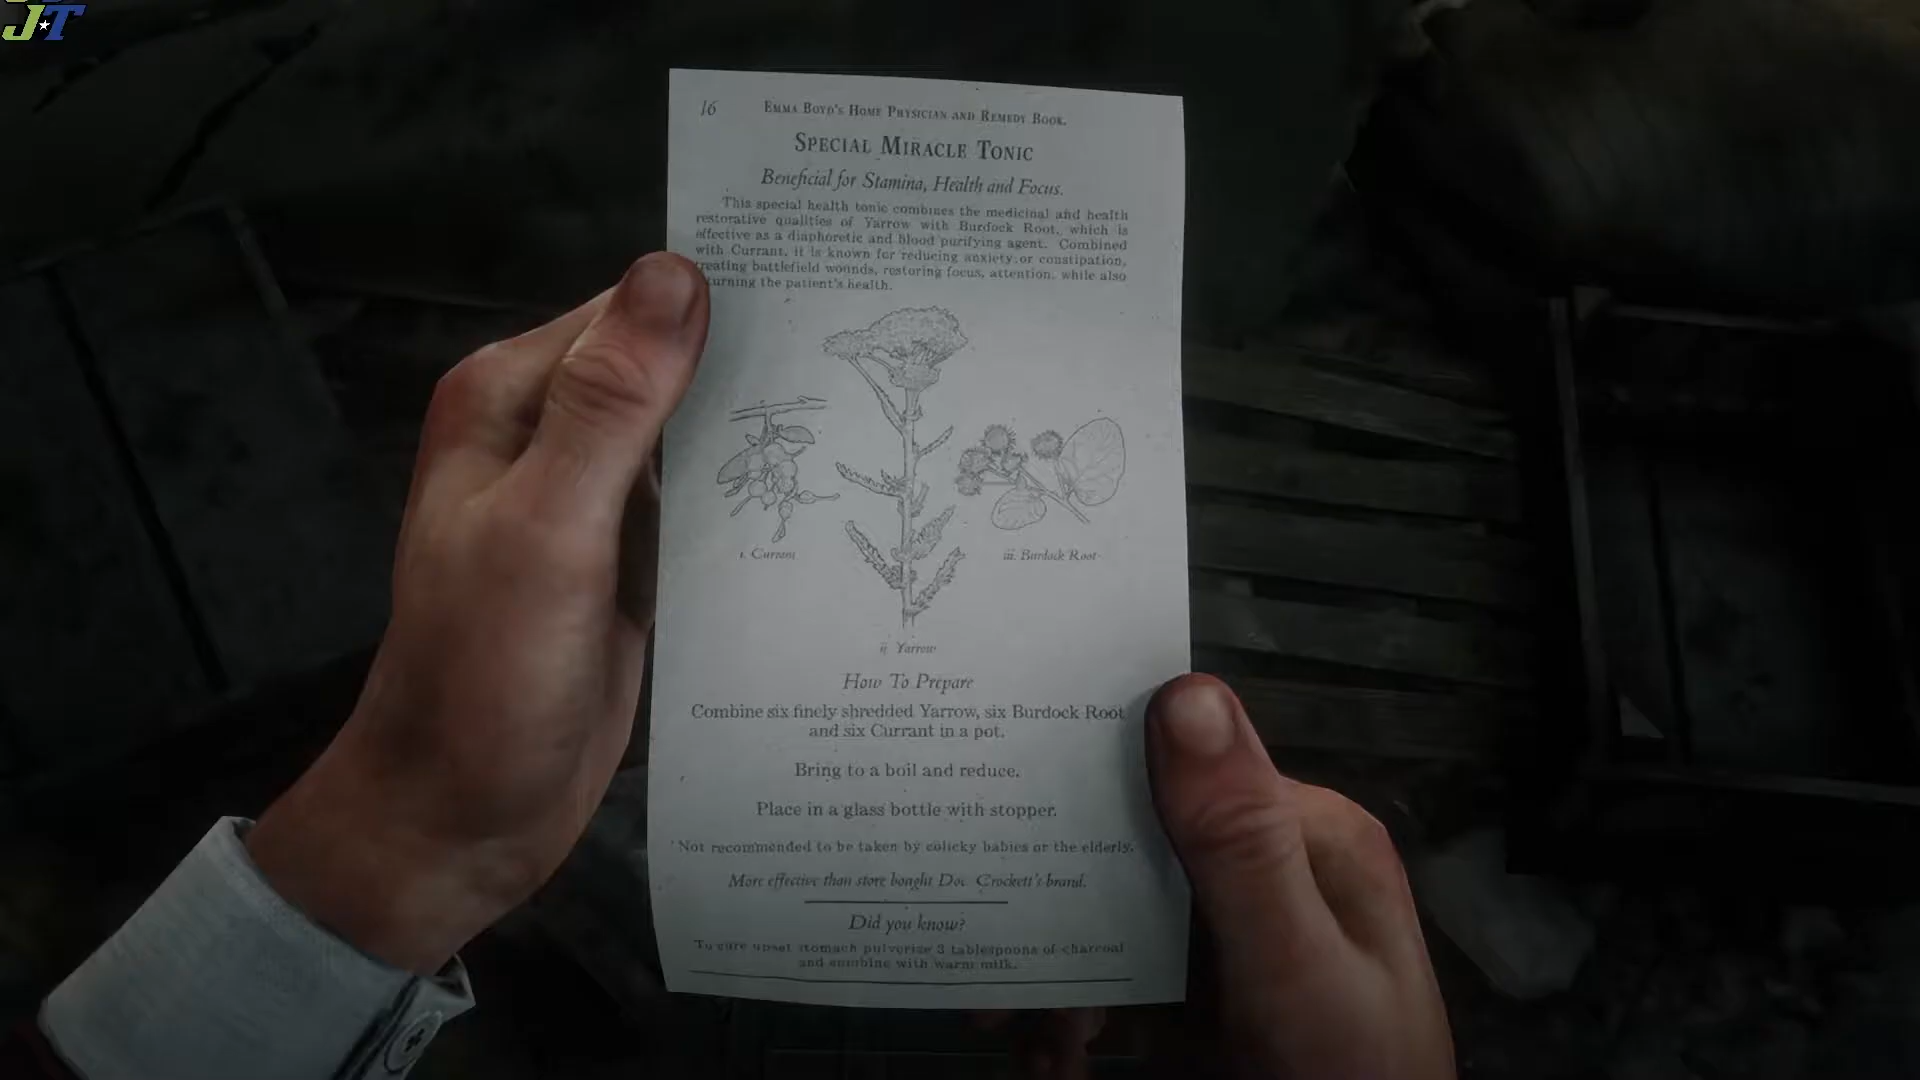 JT
16 Emma Boyd's Home Physician and Remedy Book.
Special Miracle Tonic
Beneficial for Stamina, Health and Focus.
This special health tonic combines the medicinal and health
restorative qualities of Yarrow with Burdock Root, which is
effective as a diaphoretic and blood purifying agent. Combined
with Currant, it is known for reducing anxiety or constipation,
treating battlefield wounds, restoring focus, attention, while also
turning the patient's health.
i. Currant
iii. Burdock Root
ii. Yarrow
How To Prepare
Combine six finely shredded Yarrow, six Burdock Root
and six Currant in a pot.
Bring to a boil and reduce.
Place in a glass bottle with stopper.
Not recommended to be taken by colicky babies or the elderly.
More effective than store bought Doc Crockett's brand.
Did you know?
To cure upset stomach pulverize 3 tablespoons of charcoal
and combine with warm milk.